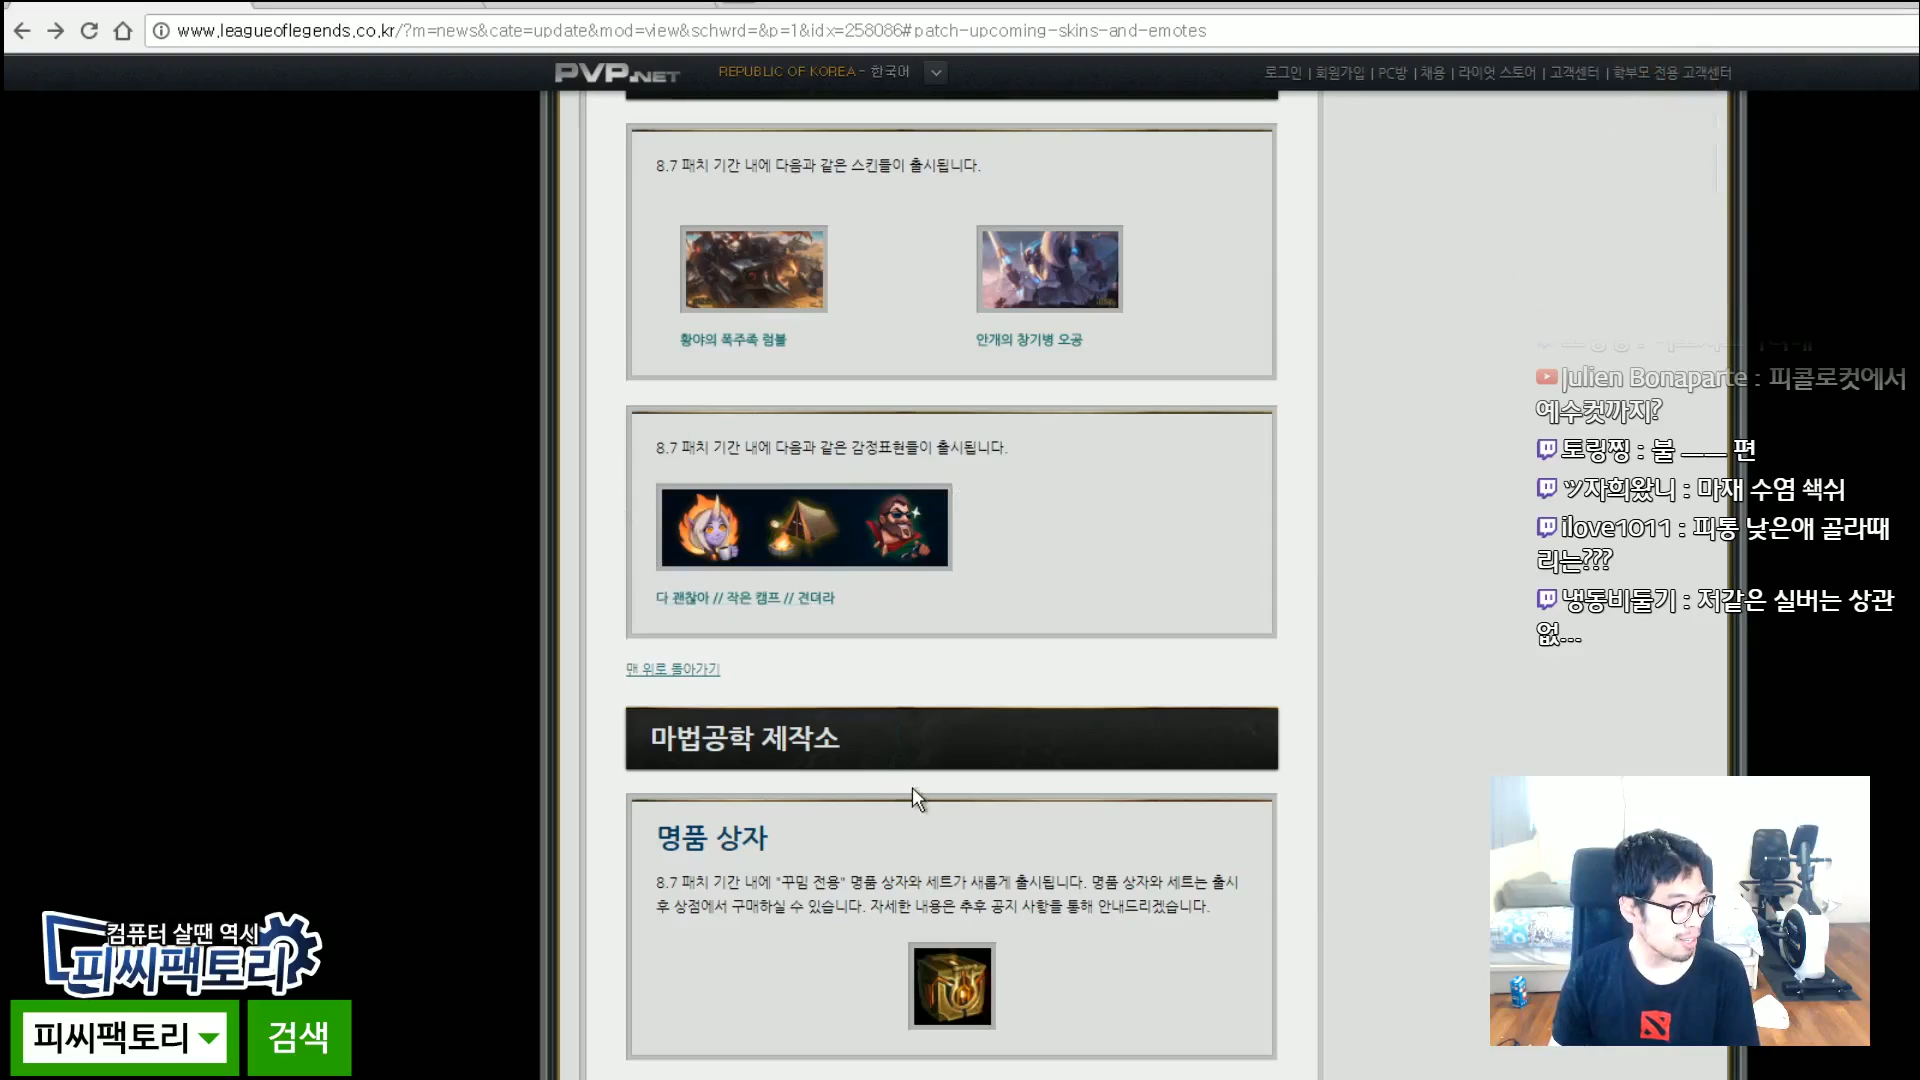 www.leagueoflegends.co.kr/?m=news&cate=update&mod=view&schwrd=&p=1&idx=258086#patch-upcoming-skins-and-emotes
PVP.NET
REPUBLIC OF KOREA - 한국어
로그인 | 회원가입 | PC방 | 채용 | 라이엇 스토어 | 고객센터 | 학부모 전용 고객센터
8.7 패치 기간 내에 다음과 같은 스킨들이 출시됩니다.
황야의 폭주족 럼블
안개의 창기병 오공
8.7 패치 기간 내에 다음과 같은 감정표현들이 출시됩니다.
다 괜찮아 // 작은 캠프 // 견뎌라
맨 위로 돌아가기
마법공학 제작소
명품 상자
8.7 패치 기간 내에 "꾸밈 전용" 명품 상자와 세트가 새롭게 출시됩니다. 명품 상자와 세트는 출시
후 상점에서 구매하실 수 있습니다. 자세한 내용은 추후 공지 사항을 통해 안내드리겠습니다.
Julien Bonaparte : 피콜로컷에서
예수컷까지?
토링찡 : 불 ㅡㅡ 편
ツ자희왔니 : 마재 수염 쌕쉬
ilove1011 : 피통 낮은애 골라때
리는???
냉동비둘기 : 저같은 실버는 상관
없...
컴퓨터 살땐 역시
피씨팩토리
피씨팩토리
검색